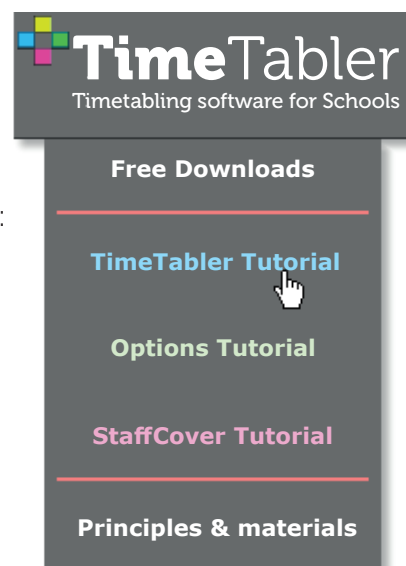 TimeTabler
Timetabling software for Schools
Free Downloads
:
TimeTabler Tutorial
Options Tutorial
StaffCover Tutorial
Principles & materials